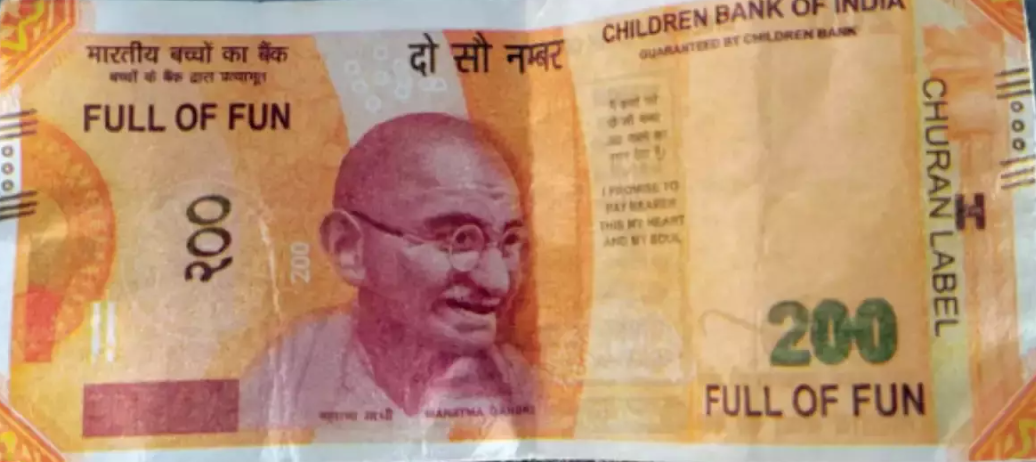 भारतीय बच्चों का बैंक
बच्चों के बैंक द्वारा प्रत्याभूत
FULL OF FUN
२००
200
दो सौ नम्बर
महात्मा गांधी
MAHATMA GANDHI
CHILDREN BANK OF INDIA
GUARANTEED BY CHILDREN BANK
I PROMISE TO
PAY BEARER
THIS MY HEART
AND MY SOUL
200
FULL OF FUN
CHURAN LABEL